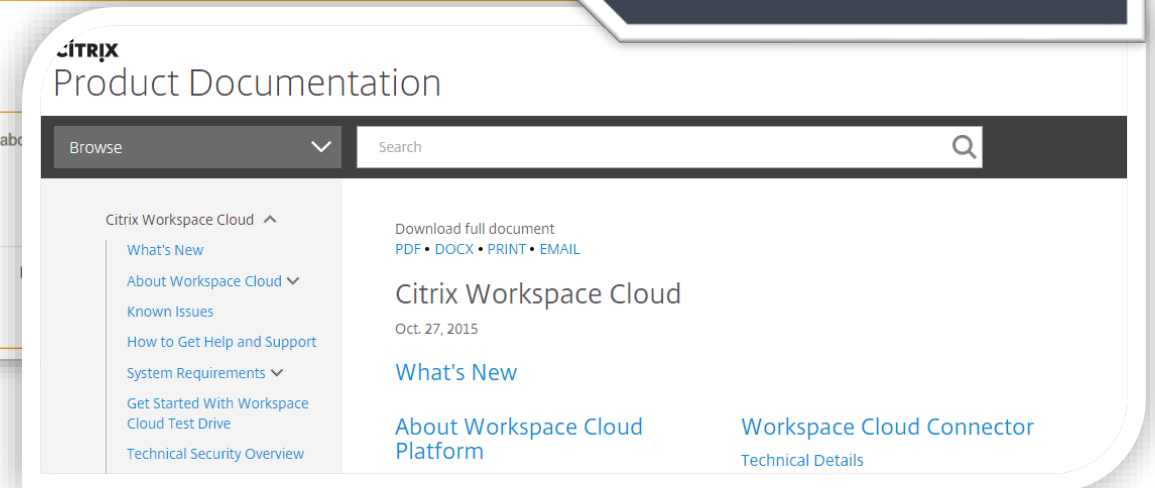 CİTRIX
Product Documentation
Browse
Search
Citrix Workspace Cloud
What's New
About Workspace Cloud
Known Issues
How to Get Help and Support
System Requirements
Get Started With Workspace
Cloud Test Drive
Technical Security Overview
Download full document
PDF • DOCX • PRINT • EMAIL
Citrix Workspace Cloud
Oct. 27, 2015
What's New
About Workspace Cloud
Platform
Workspace Cloud Connector
Technical Details